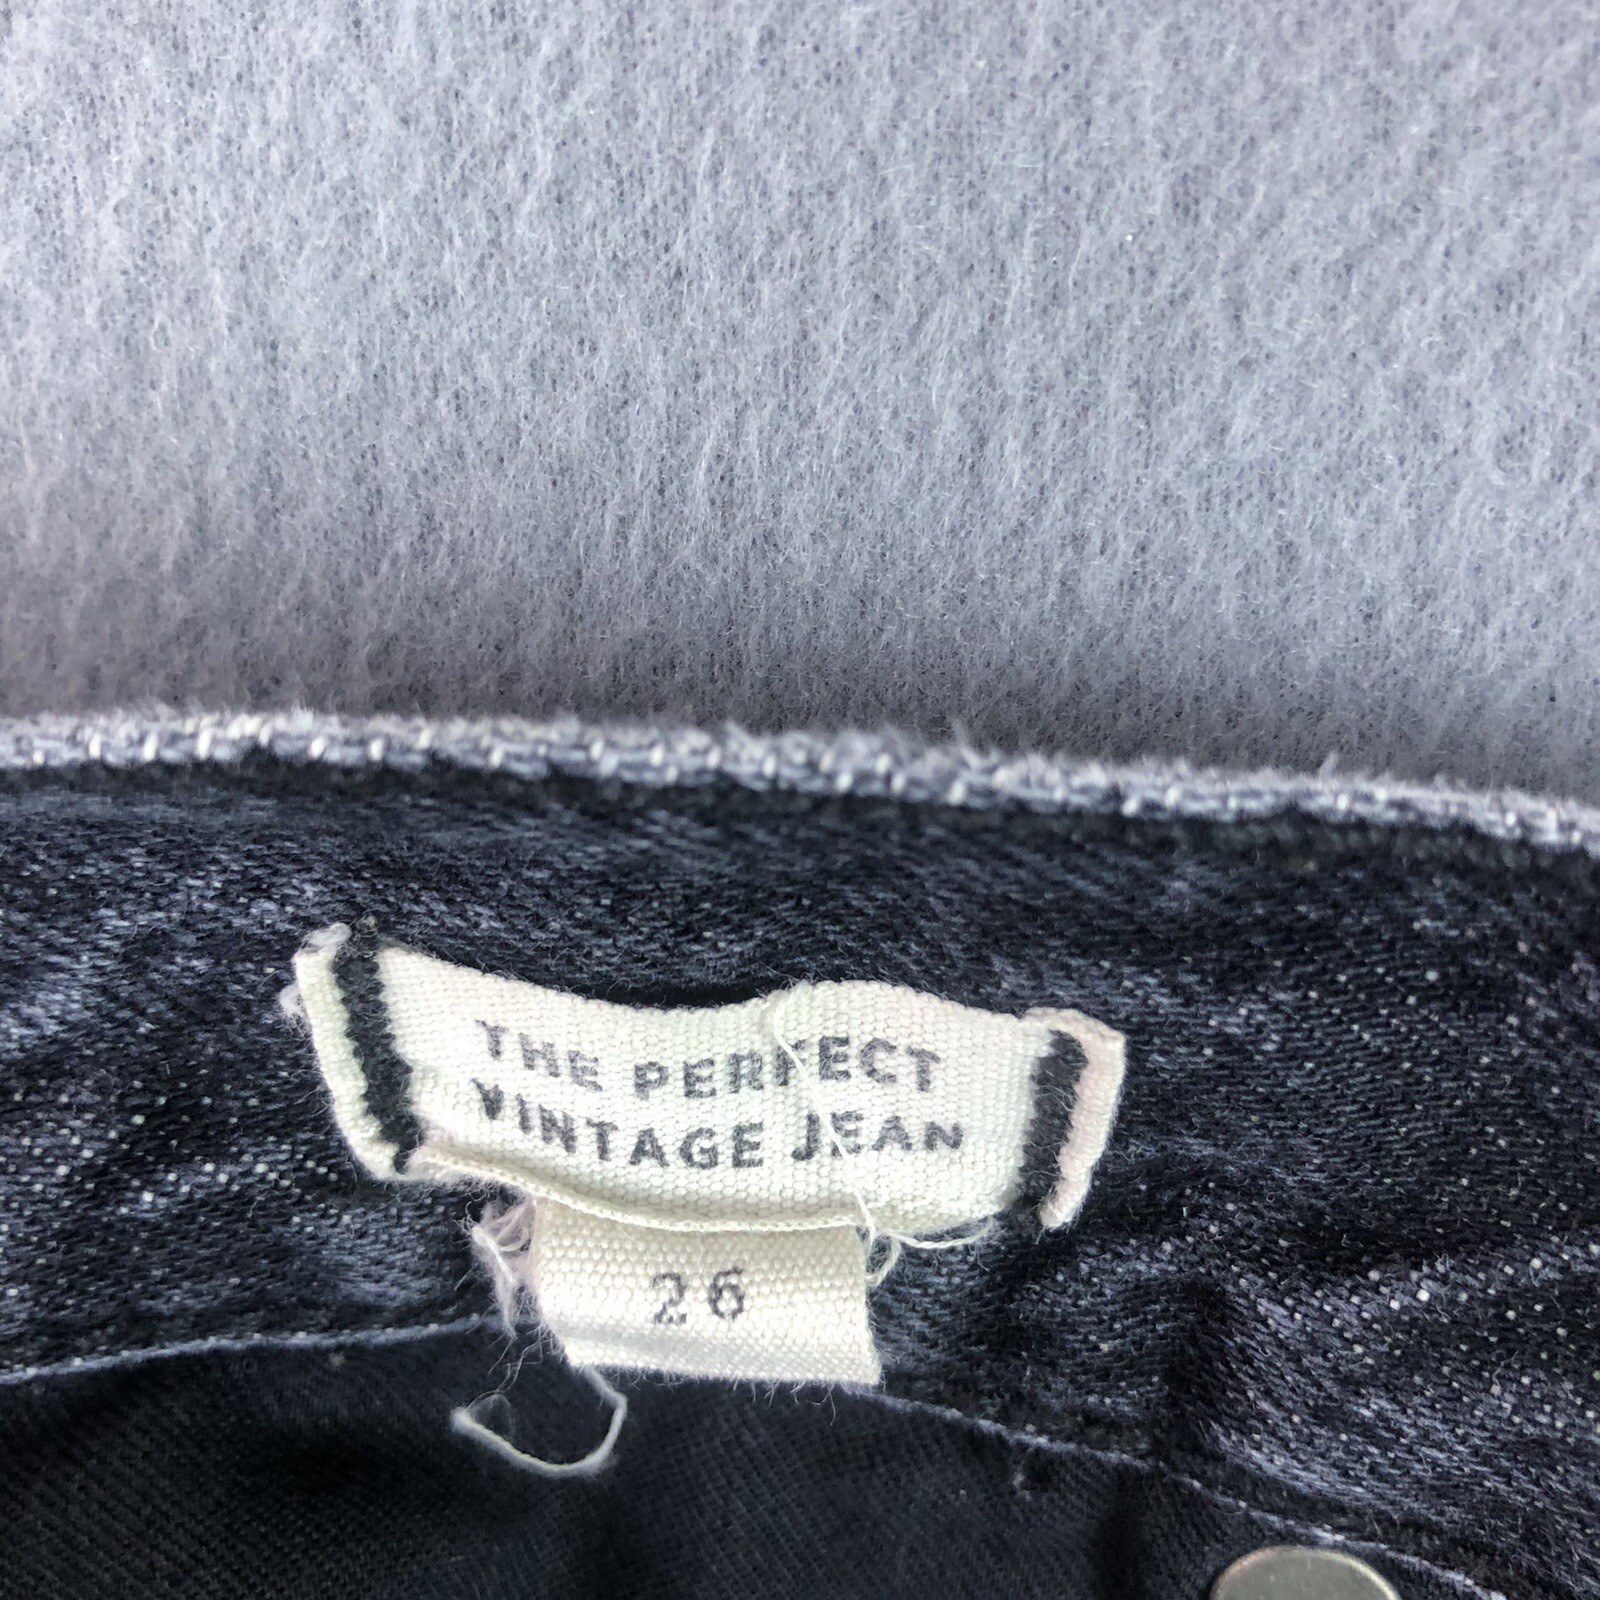 THE PERFECT
VINTAGE JEAN
26